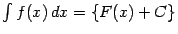 ∫ f(x) dx = {F(x) + C}